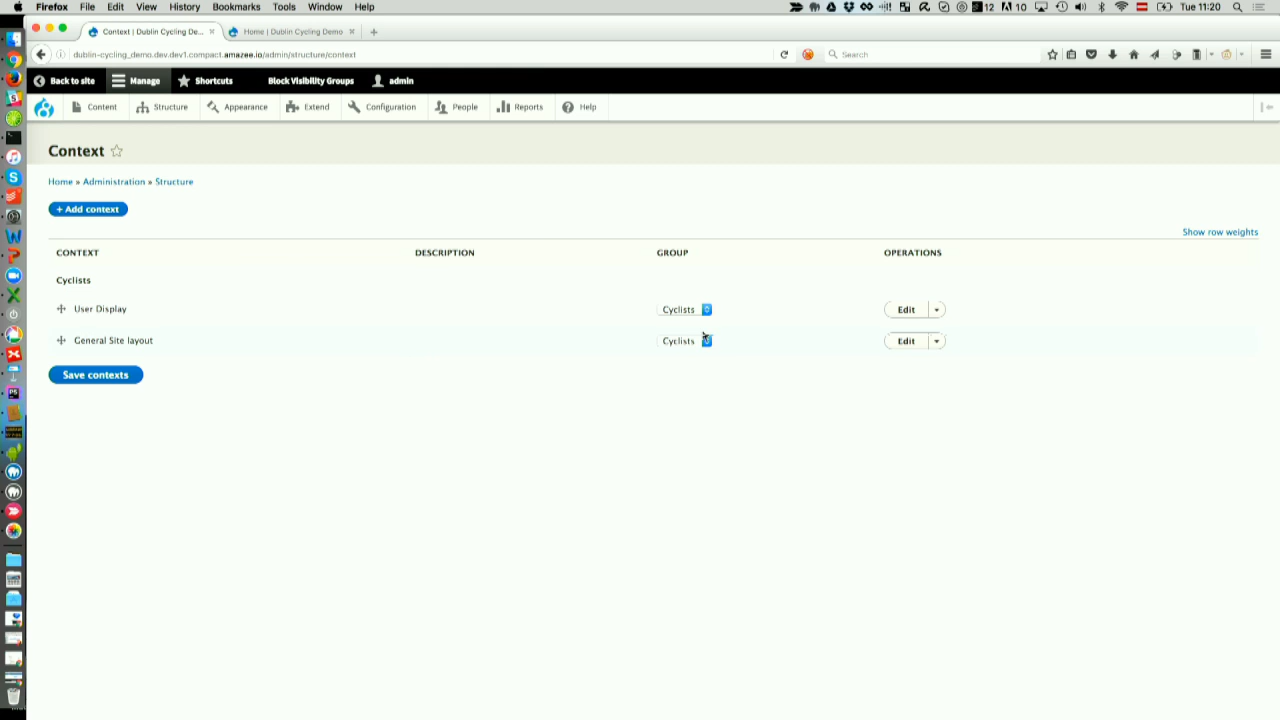 Firefox File Edit View History Bookmarks Tools Window Help 12 10 Tue 11:20
Context | Dublin Cycling De... × Home | Dublin Cycling Demo × +
dublin-cycling_demo.dev.dev1.compact.amazee.io/admin/structure/context Search
Back to site Manage Shortcuts Block Visibility Groups admin
Content Structure Appearance Extend Configuration People Reports Help
Context
Home » Administration » Structure
+ Add context
Show row weights
CONTEXT DESCRIPTION GROUP OPERATIONS
Cyclists
User Display Cyclists Edit
General Site layout Cyclists Edit
Save contexts